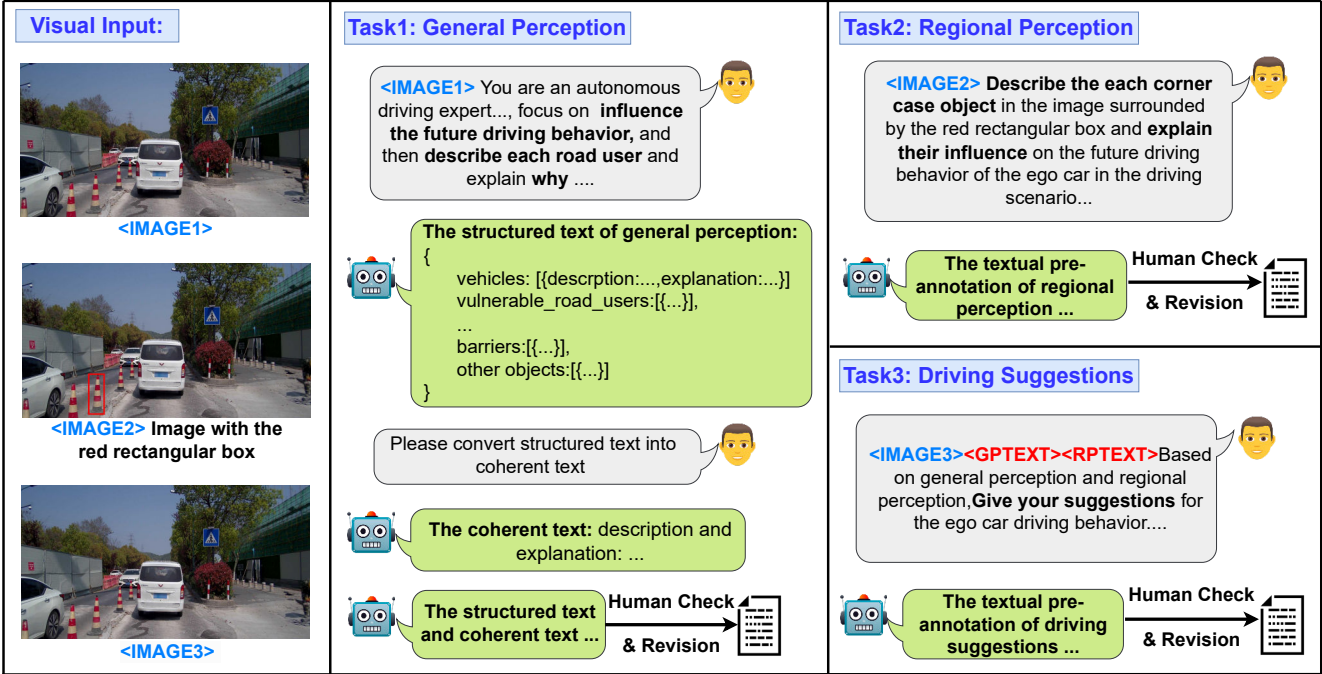 Visual Input:
<IMAGE1>
<IMAGE2> Image with the
red rectangular box
<IMAGE3>
Task1: General Perception
<IMAGE1> You are an autonomous
driving expert..., focus on influence
the future driving behavior, and
then describe each road user and
explain why ....
The structured text of general perception:
{
vehicles: [{descrption:...,explanation:...}]
vulnerable_road_users:[{...}],
...
barriers:[{...}],
other objects:[{...}]
}
Please convert structured text into
coherent text
The coherent text: description and
explanation: ...
The structured text
and coherent text ...
Human Check
& Revision
Task2: Regional Perception
<IMAGE2> Describe the each corner
case object in the image surrounded
by the red rectangular box and explain
their influence on the future driving
behavior of the ego car in the driving
scenario...
The textual pre-
annotation of regional
perception ...
Human Check
& Revision
Task3: Driving Suggestions
<IMAGE3><GPTEXT><RPTEXT>Based
on general perception and regional
perception,Give your suggestions for
the ego car driving behavior....
The textual pre-
annotation of driving
suggestions ...
Human Check
& Revision